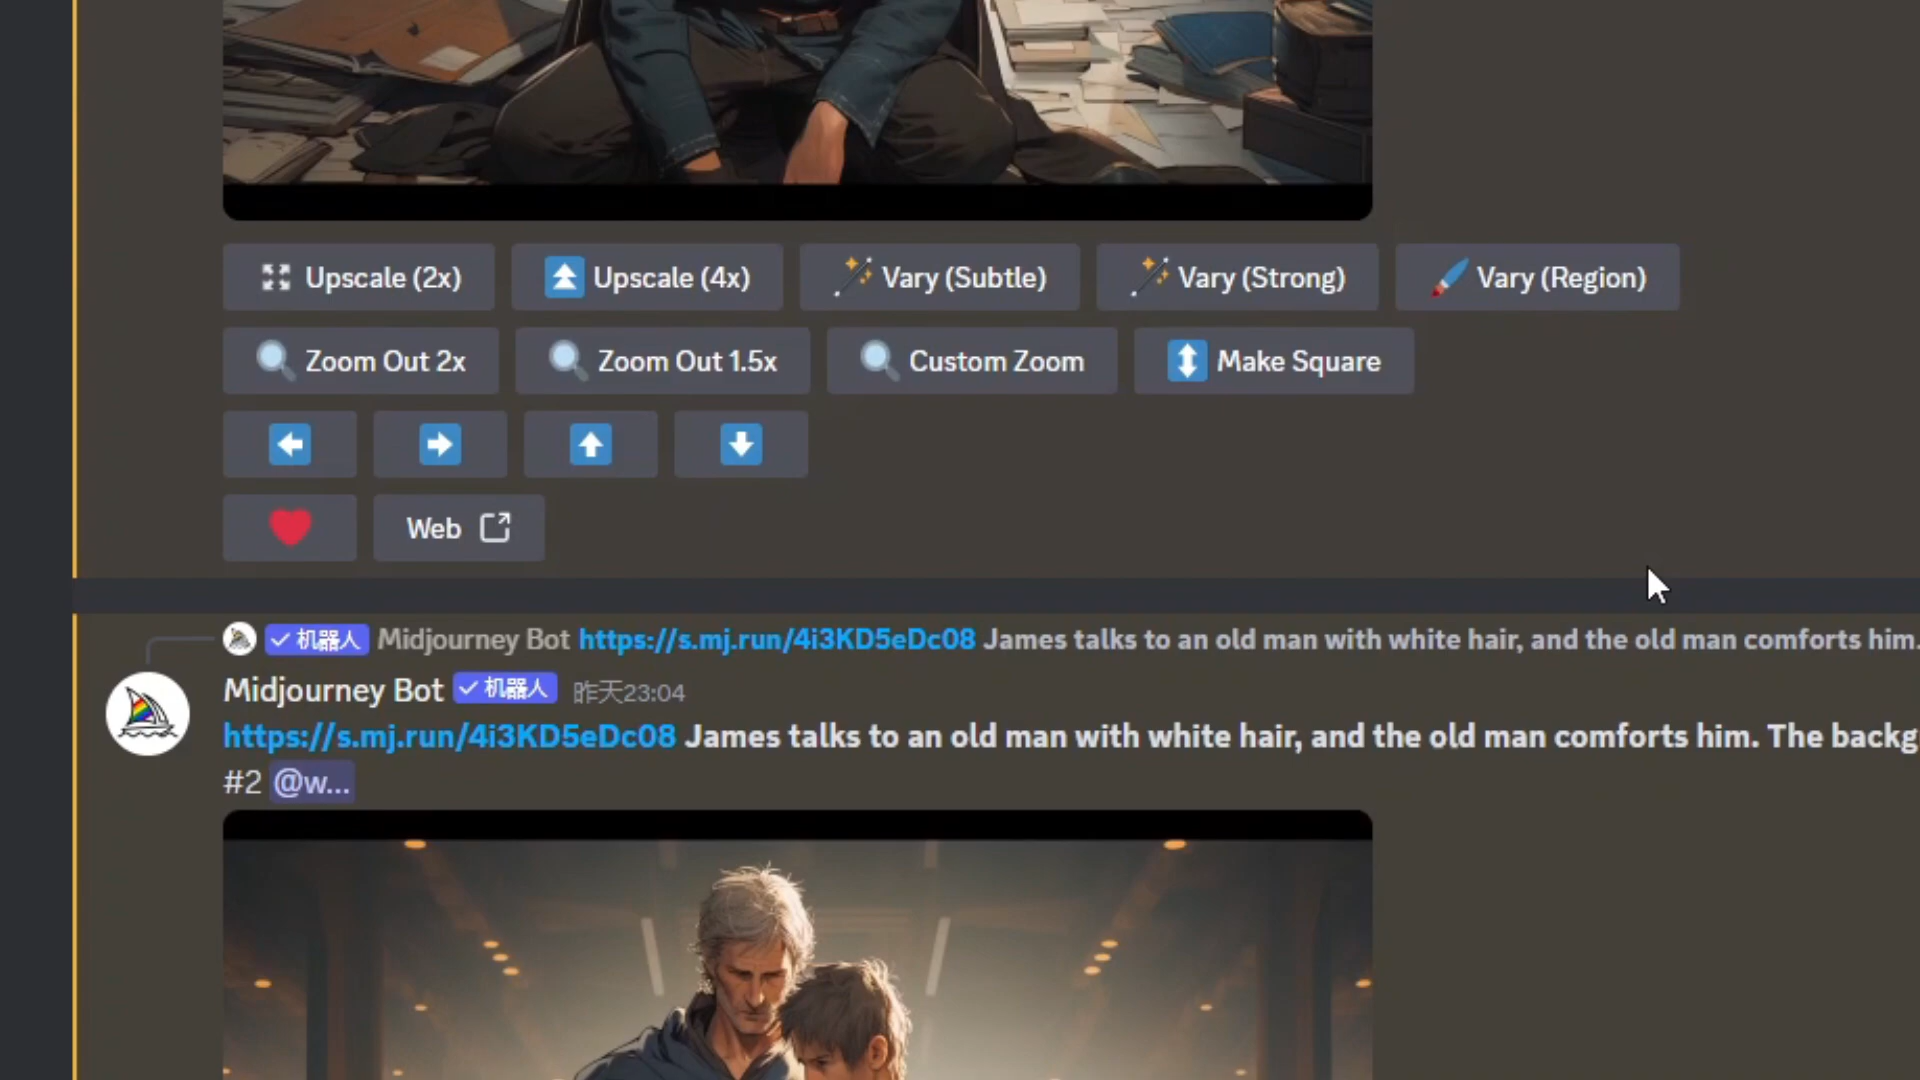 Upscale (2x) Upscale (4x) Vary (Subtle) Vary (Strong) Vary (Region)
Zoom Out 2x Zoom Out 1.5x Custom Zoom Make Square
Web
机器人 Midjourney Bot https://s.mj.run/4i3KD5eDc08 James talks to an old man with white hair, and the old man comforts him.
Midjourney Bot 机器人 昨天23:04
https://s.mj.run/4i3KD5eDc08 James talks to an old man with white hair, and the old man comforts him. The backg
#2 @w...